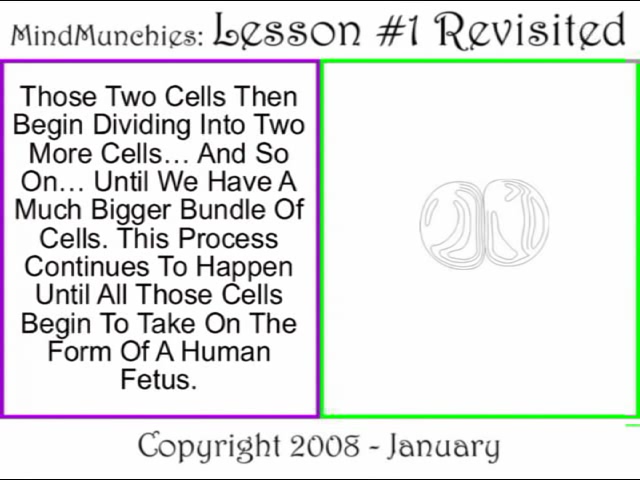 MindMunchies: Lesson #1 Revisited
Those Two Cells Then
Begin Dividing Into Two
More Cells… And So
On… Until We Have A
Much Bigger Bundle Of
Cells. This Process
Continues To Happen
Until All Those Cells
Begin To Take On The
Form Of A Human
Fetus.
Copyright 2008 - January